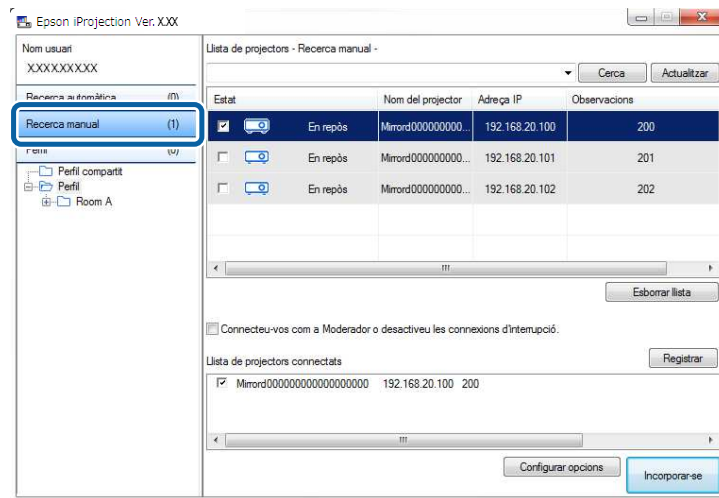 Epson iProjection Ver. X.XX
Nom usuari
XXXXXXXXX
Recerca automàtica (0)
Recerca manual (1)
Perfil (0)
Perfil compartit
Perfil
Room A
Llista de projectors - Recerca manual -
Cerca Actualitzar
Estat Nom del projector Adreça IP Observacions
En repòs Mirrord000000000... 192.168.20.100 200
En repòs Mirrord000000000... 192.168.20.101 201
En repòs Mirrord000000000... 192.168.20.102 202
Esborrar llista
Connecteu-vos com a Moderador o desactiveu les connexions d'interrupció.
Llista de projectors connectats
Registrar
Mirrord000000000000000000 192.168.20.100 200
Configurar opcions
Incorporar-se